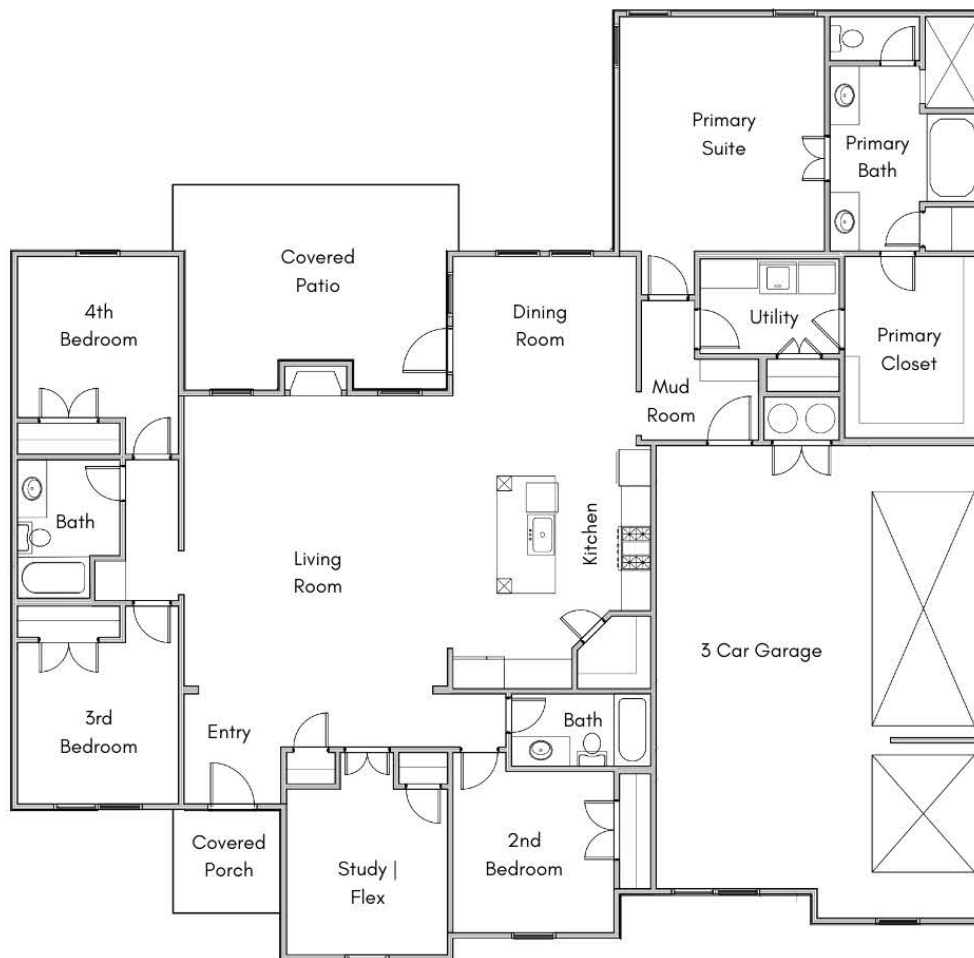 Primary
Suite
Primary
Bath
Covered
Patio
4th
Bedroom
Dining
Room
Utility
Primary
Closet
Mud
Room
Bath
Living
Room
Kitchen
3 Car Garage
3rd
Bedroom
Entry
Bath
Covered
Porch
Study |
Flex
2nd
Bedroom